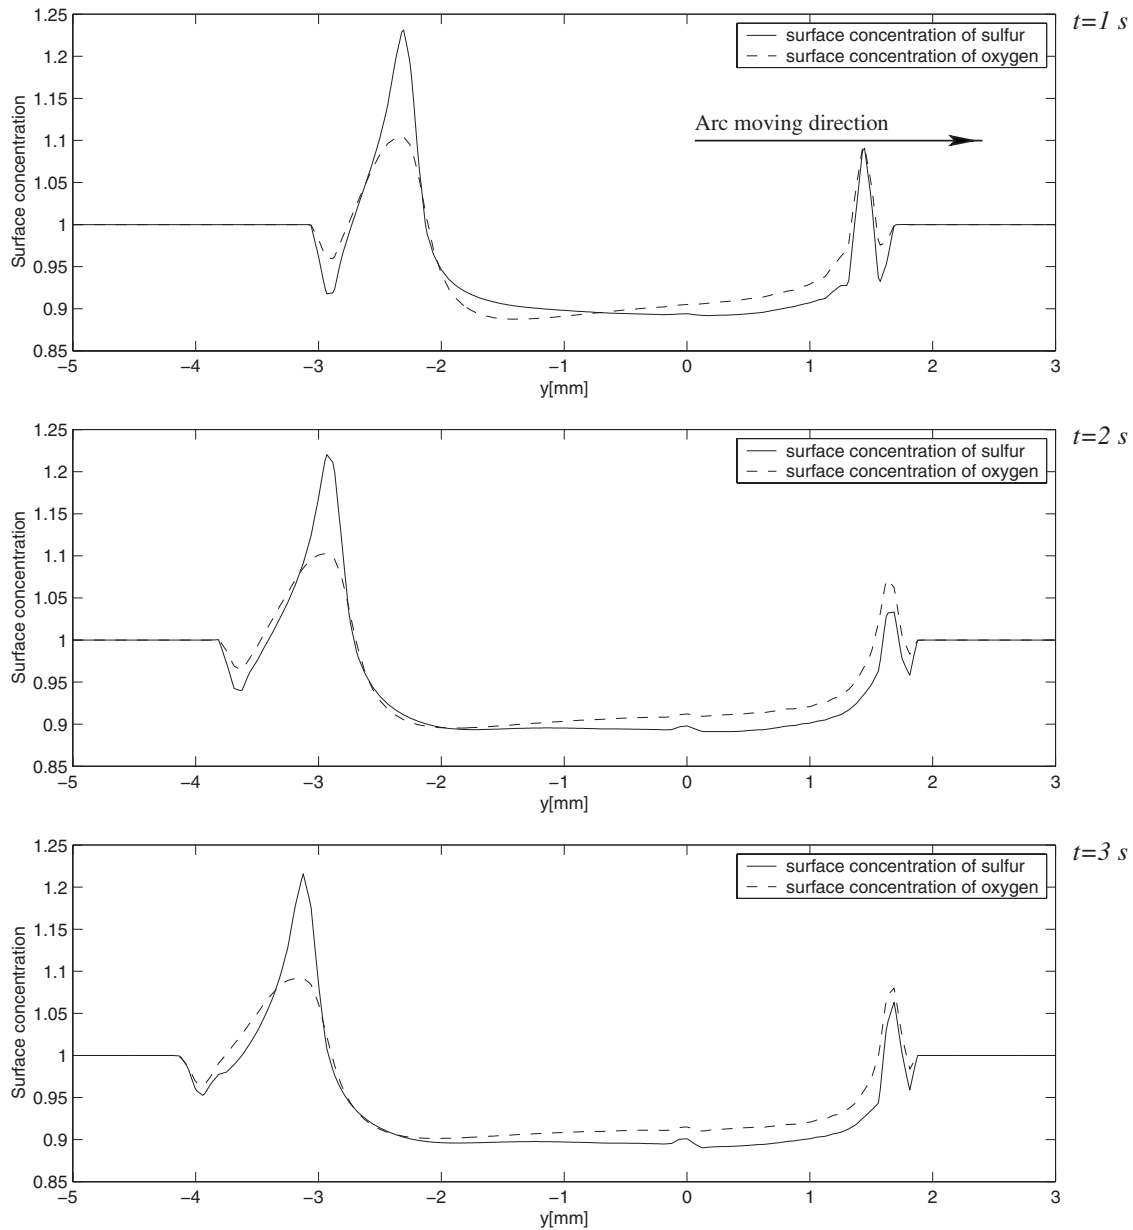 t=1 s
surface concentration of sulfur
surface concentration of oxygen
Arc moving direction
Surface concentration
1.25
1.2
1.15
1.1
1.05
1
0.95
0.9
0.85
−5 −4 −3 −2 −1 0 1 2 3
y[mm]
t=2 s
surface concentration of sulfur
surface concentration of oxygen
Surface concentration
1.25
1.2
1.15
1.1
1.05
1
0.95
0.9
0.85
−5 −4 −3 −2 −1 0 1 2 3
y[mm]
t=3 s
surface concentration of sulfur
surface concentration of oxygen
Surface concentration
1.25
1.2
1.15
1.1
1.05
1
0.95
0.9
0.85
−5 −4 −3 −2 −1 0 1 2 3
y[mm]